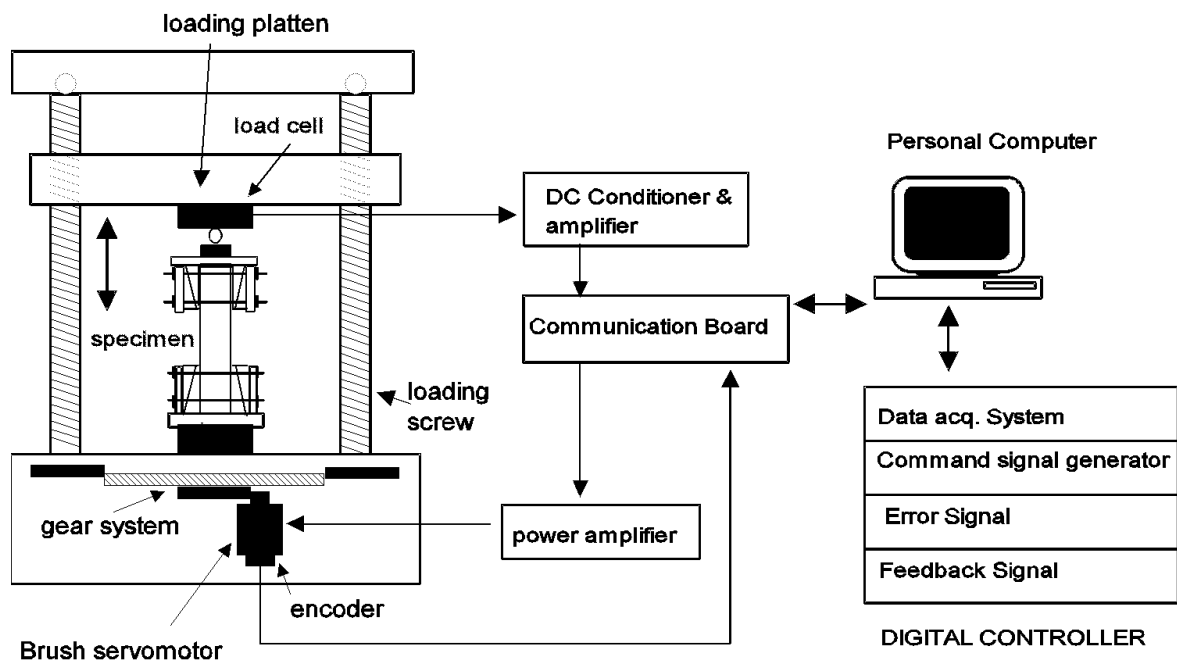 loading platten
load cell
Personal Computer
DC Conditioner &
amplifier
Communication Board
specimen
loading
screw
Data acq. System
Command signal generator
Error Signal
Feedback Signal
gear system
power amplifier
encoder
Brush servomotor
DIGITAL CONTROLLER